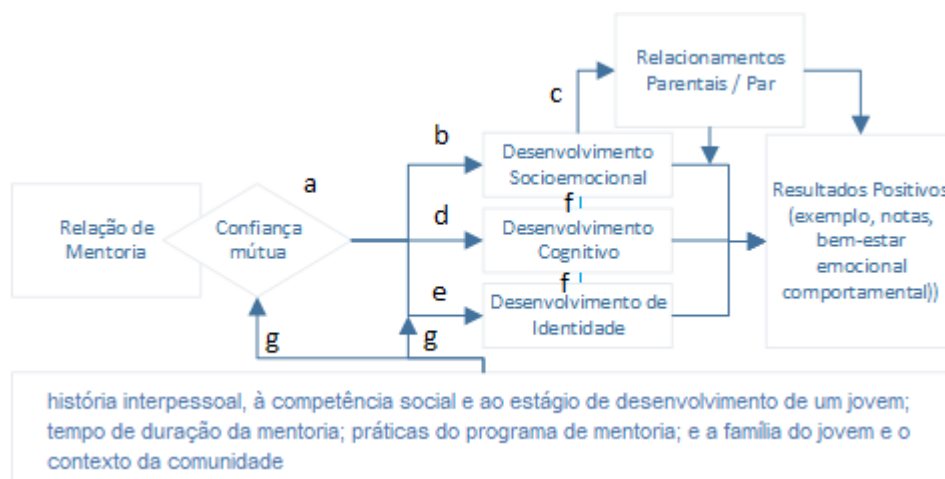 Relacionamentos
Parentais / Par
c
b
Desenvolvimento
Socioemocional
a
Relação de
Mentoria
Confiança
mútua
d
f
Desenvolvimento
Cognitivo
Resultados Positivos
(exemplo, notas,
bem-estar
emocional
comportamental))
e
f
Desenvolvimento de
Identidade
g
g
história interpessoal, à competência social e ao estágio de desenvolvimento de um jovem;
tempo de duração da mentoria; práticas do programa de mentoria; e a família do jovem e o
contexto da comunidade